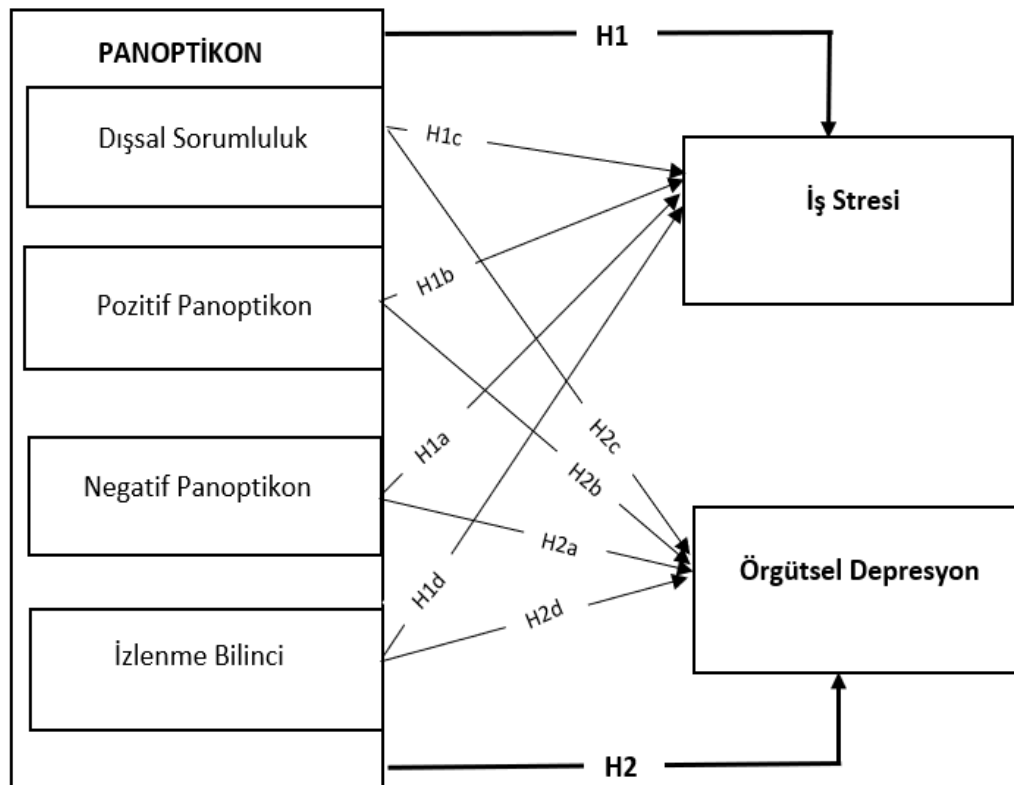 H1
PANOPTİKON
Dışsal Sorumluluk
H1c
İş Stresi
Pozitif Panoptikon
H1b
H1a
H2c
H2b
Negatif Panoptikon
H2a
Örgütsel Depresyon
H1d
H2d
İzlenme Bilinci
H2